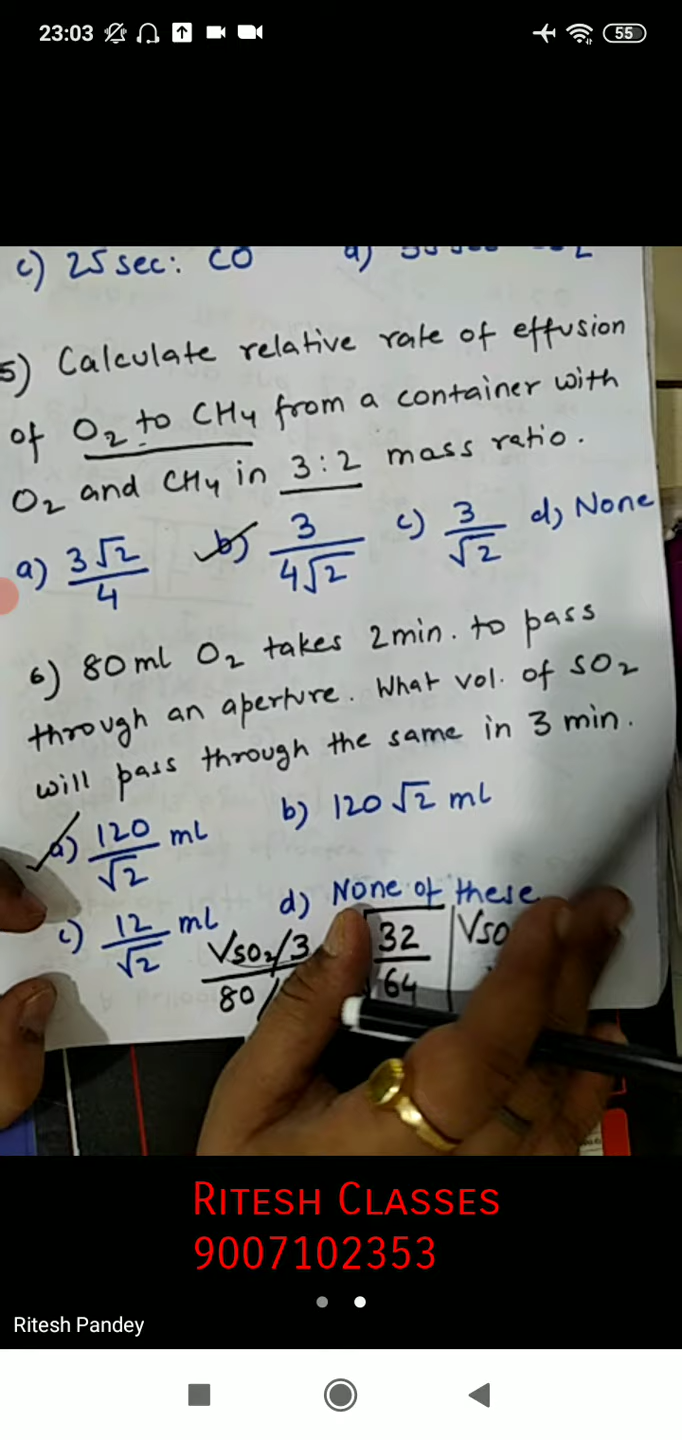 23:03 55
c) 25 sec: CO
5) Calculate relative rate of effusion
of O₂ to CH₄ from a container with
O₂ and CH₄ in 3:2 mass ratio.
a) 3√2/4 b) 3/4√2 c) 3/√2 d) None
6) 80 ml O₂ takes 2 min. to pass
through an aperture. What vol. of SO₂
will pass through the same in 3 min.
a) 120/√2 ml b) 120√2 ml
c) 12/√2 ml d) None of these
VSO₂/3 / 80/ √32/64 VSO
RITESH CLASSES
9007102353
Ritesh Pandey